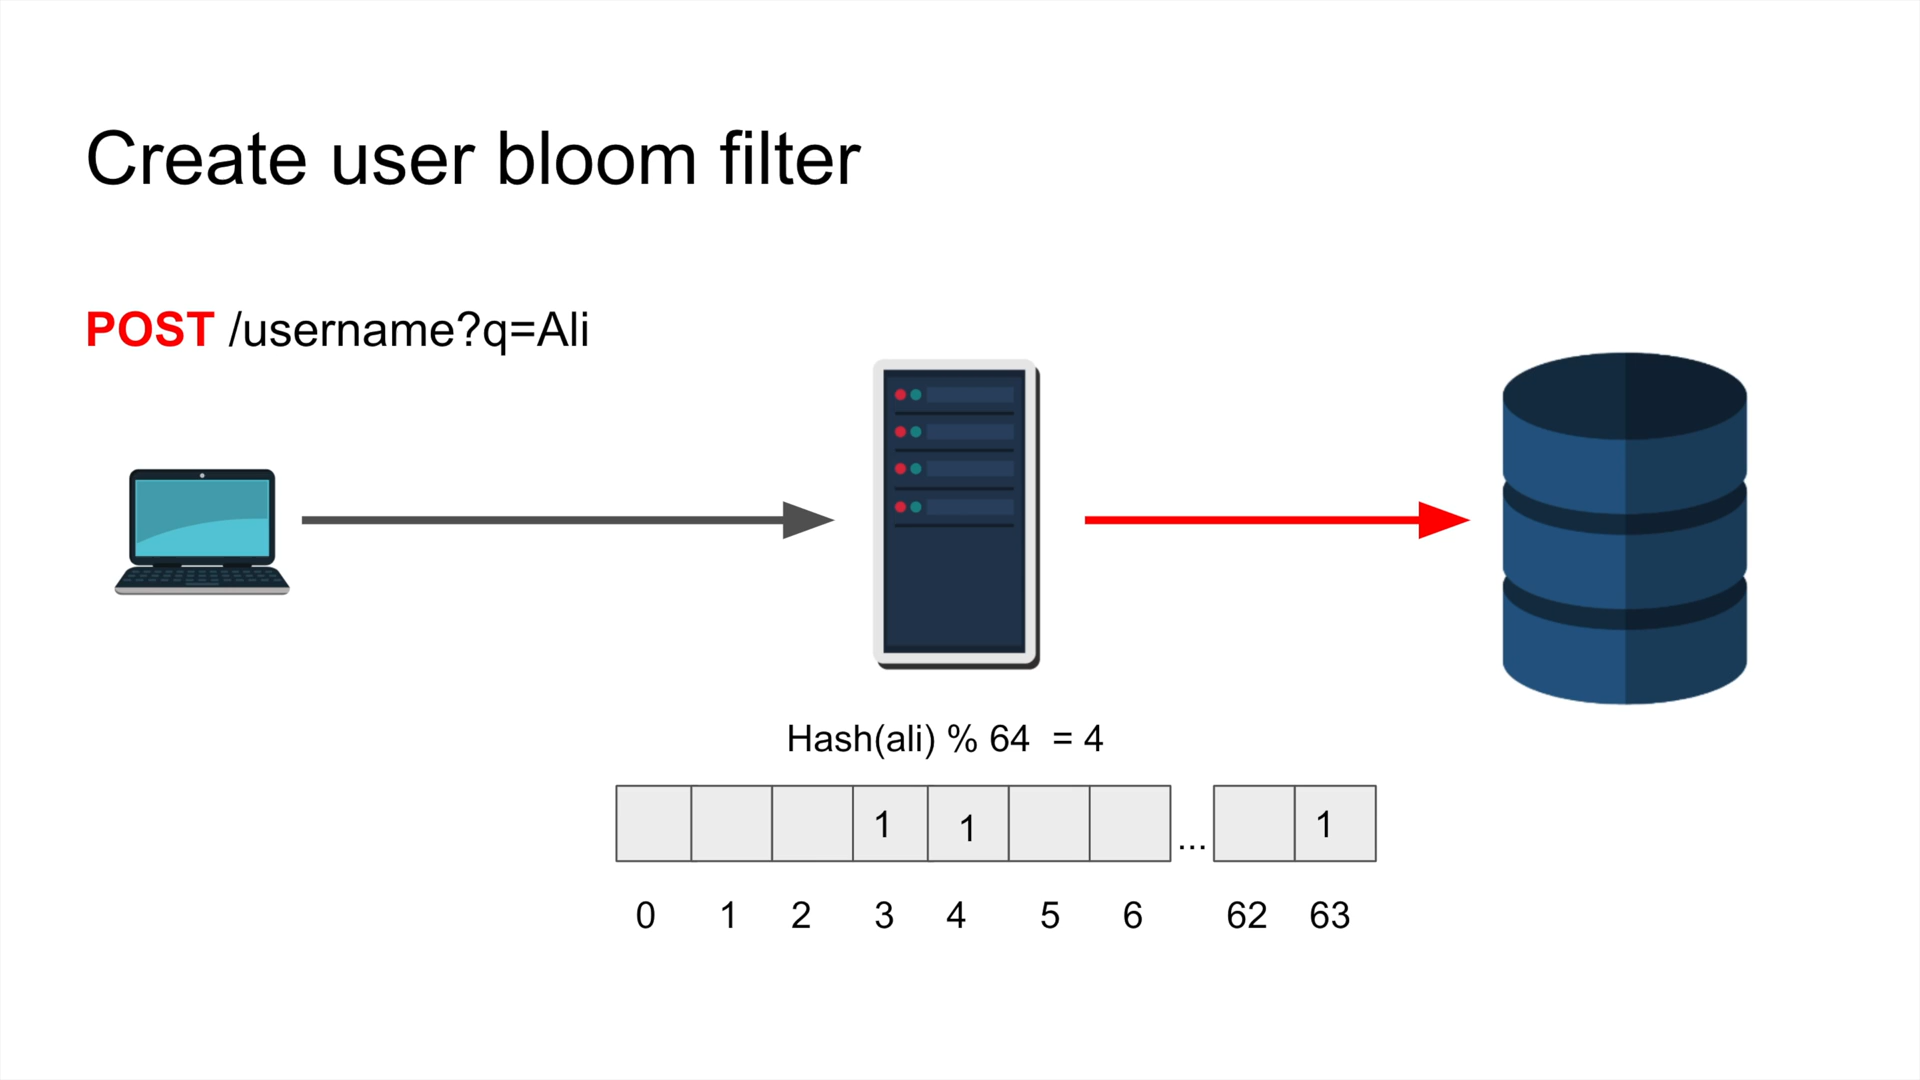 Create user bloom filter
POST /username?q=Ali
Hash(ali) % 64 = 4
1 1 ... 1
0 1 2 3 4 5 6 62 63